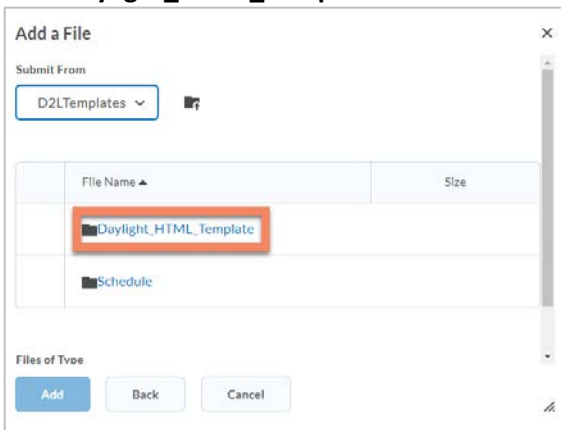 Add a File
Submit From
D2LTemplates
File Name Size
Daylight_HTML_Template
Schedule
Files of Type
Add Back Cancel